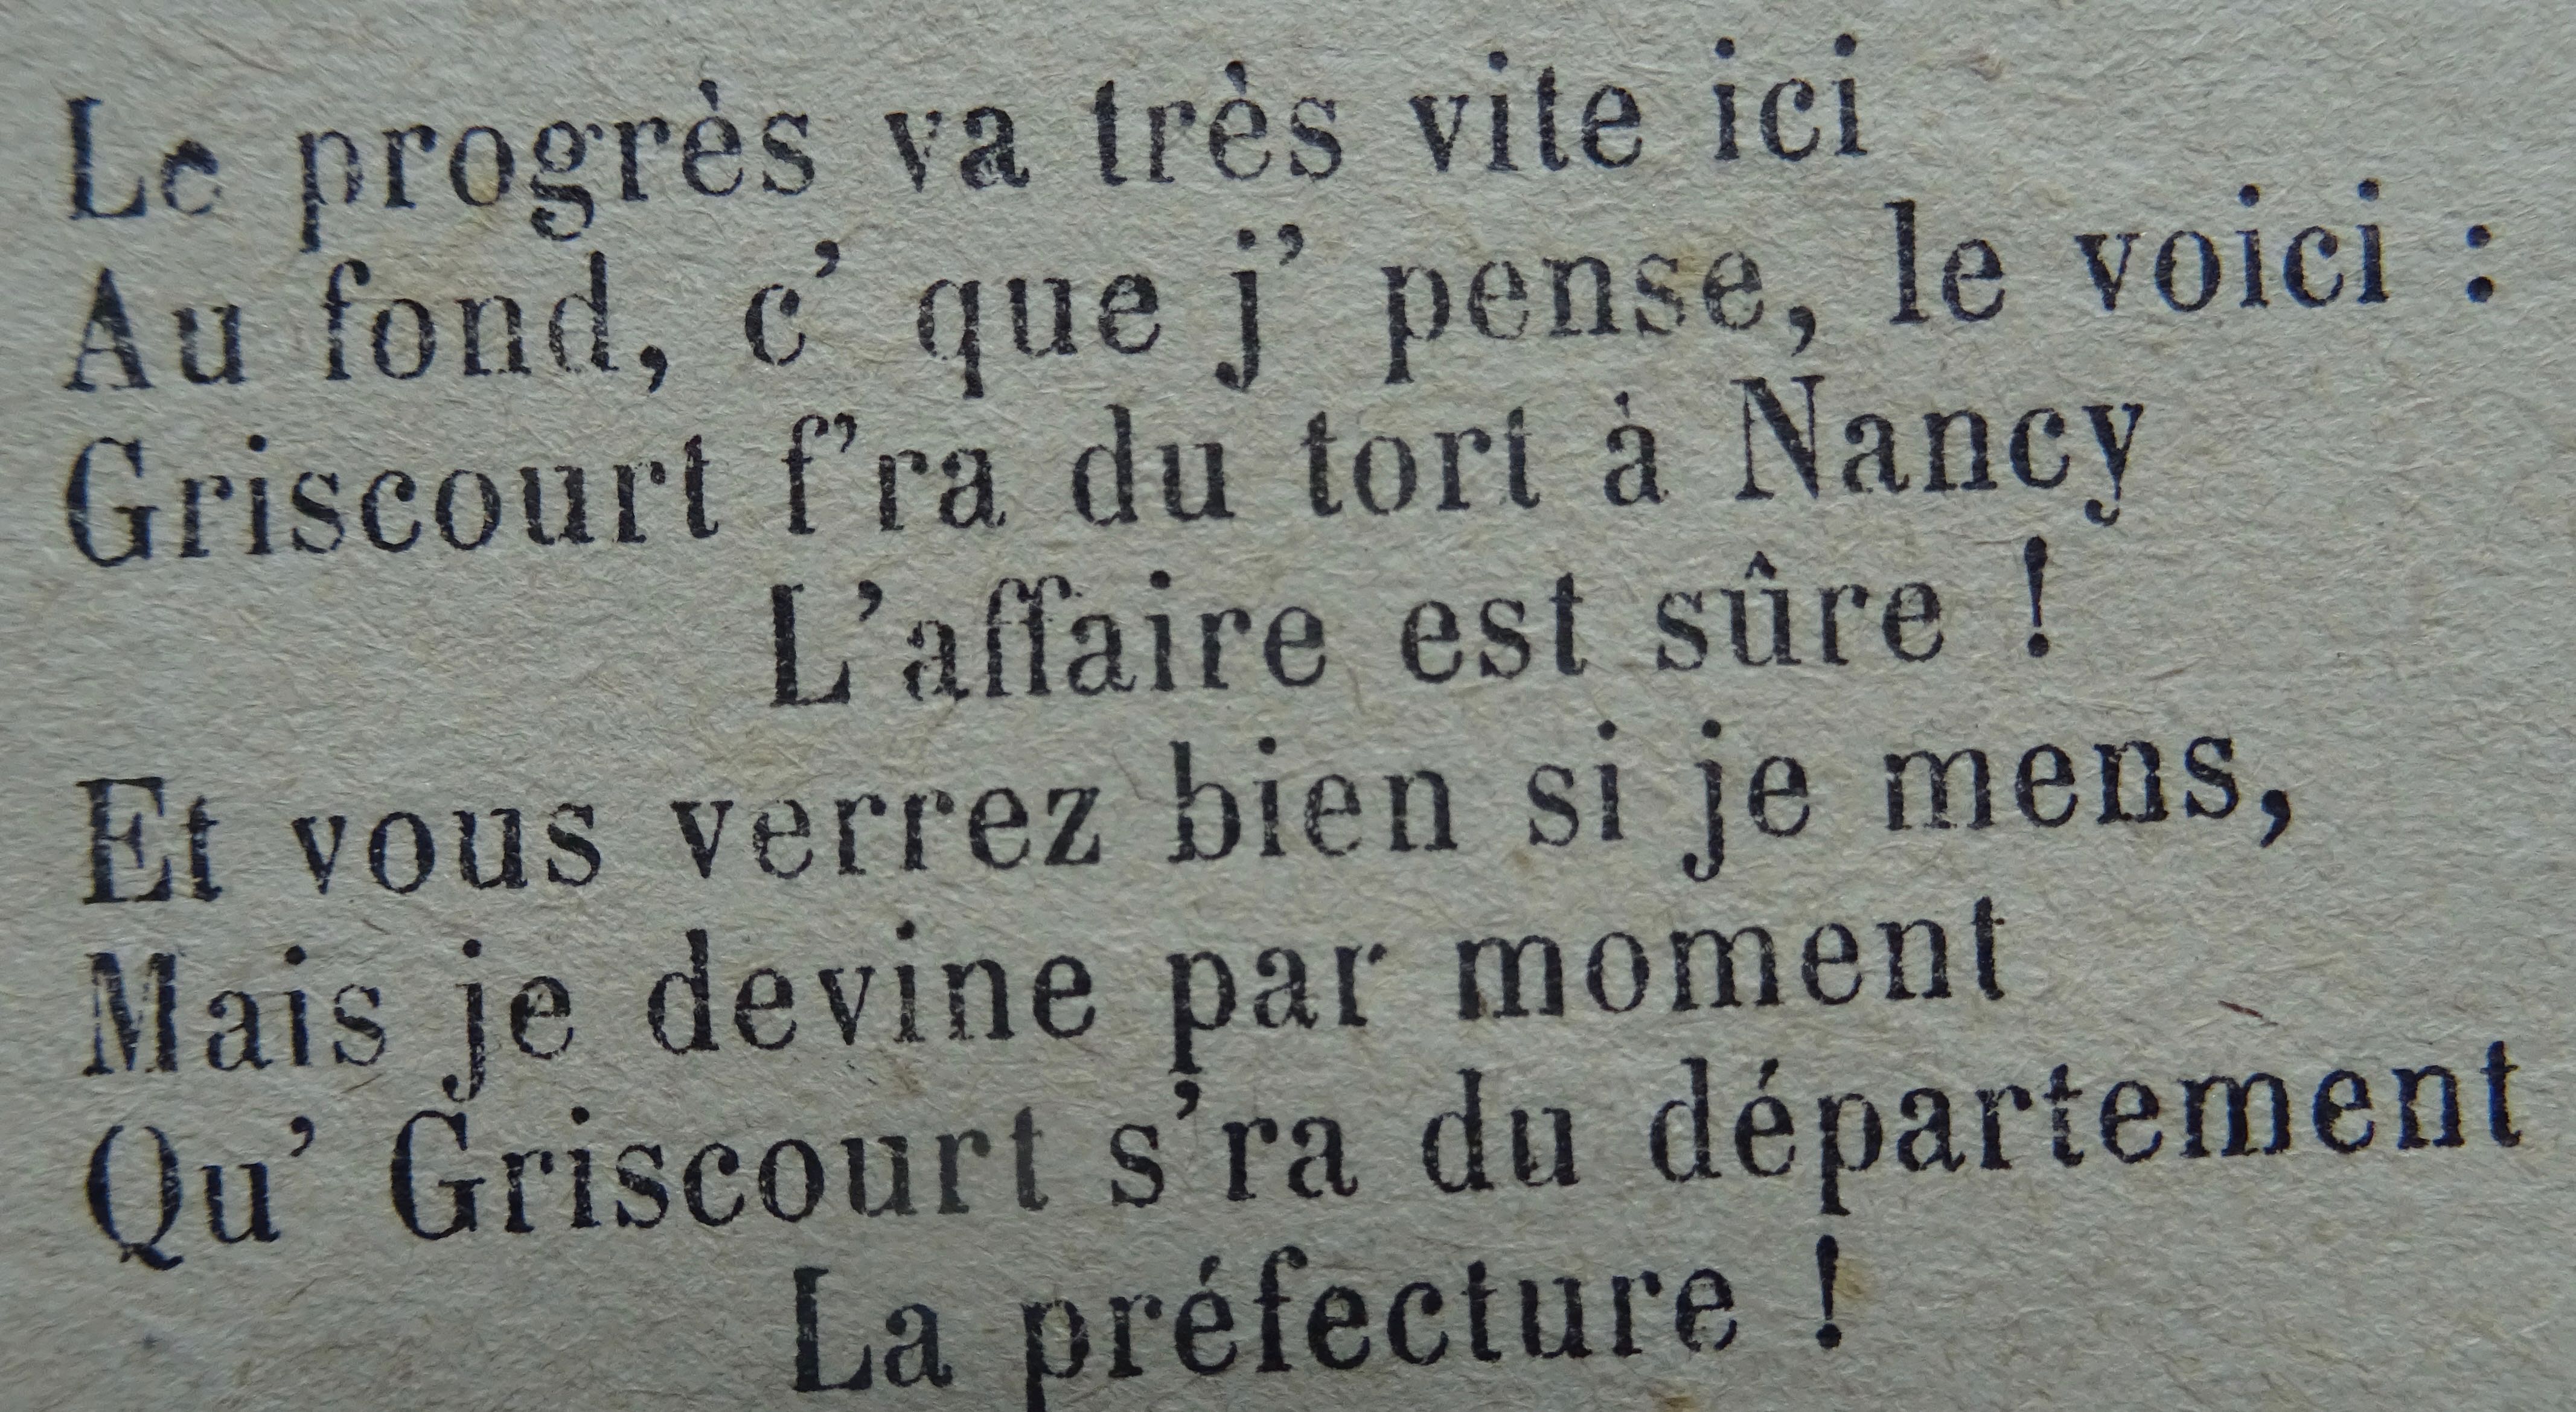 Le progrès va très vite ici
Au fond, c' que j' pense, le voici :
Griscourt f'ra du tort à Nancy
L'affaire est sûre !
Et vous verrez bien si je mens,
Mais je devine par moment
Qu' Griscourt s'ra du département
La préfecture !